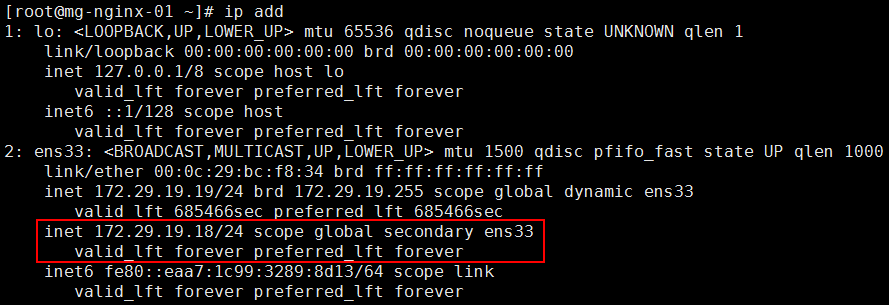 [root@mg-nginx-01 ~]# ip add
1: lo: <LOOPBACK,UP,LOWER_UP> mtu 65536 qdisc noqueue state UNKNOWN qlen 1
    link/loopback 00:00:00:00:00:00 brd 00:00:00:00:00:00
    inet 127.0.0.1/8 scope host lo
       valid_lft forever preferred_lft forever
    inet6 ::1/128 scope host
       valid_lft forever preferred_lft forever
2: ens33: <BROADCAST,MULTICAST,UP,LOWER_UP> mtu 1500 qdisc pfifo_fast state UP qlen 1000
    link/ether 00:0c:29:bc:f8:34 brd ff:ff:ff:ff:ff:ff
    inet 172.29.19.19/24 brd 172.29.19.255 scope global dynamic ens33
       valid_lft 685466sec preferred_lft 685466sec
    inet 172.29.19.18/24 scope global secondary ens33
       valid_lft forever preferred_lft forever
    inet6 fe80::eaa7:1c99:3289:8d13/64 scope link
       valid_lft forever preferred_lft forever